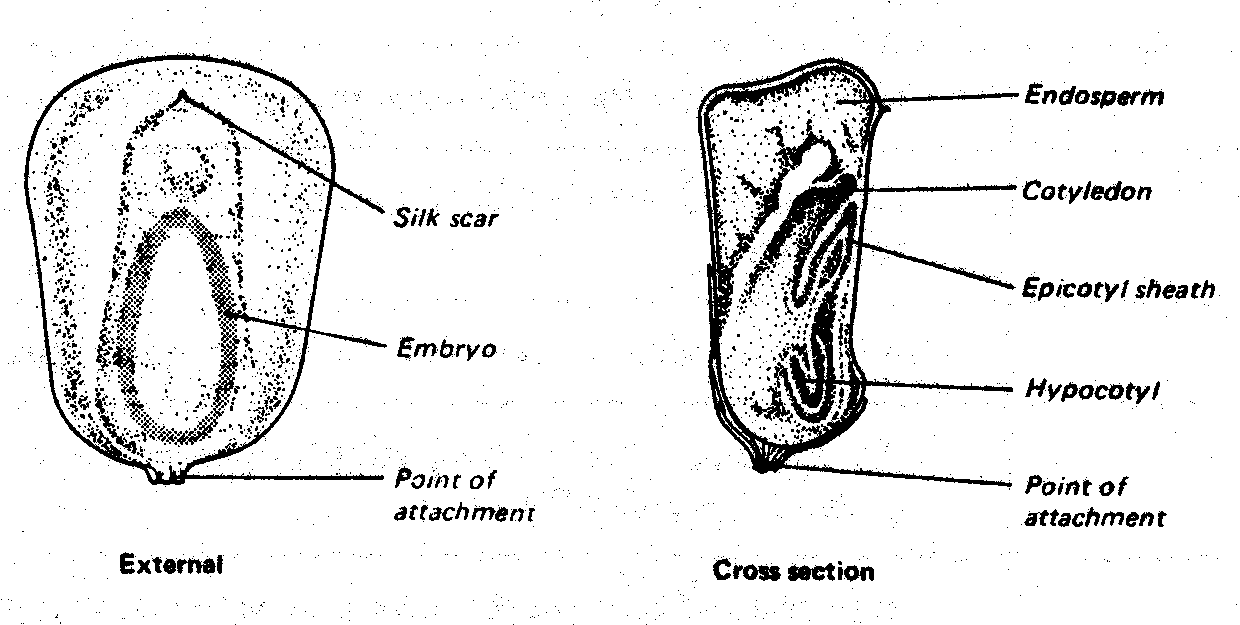 Silk scar
Embryo
Point of
attachment
External
Endosperm
Cotyledon
Epicotyl sheath
Hypocotyl
Point of
attachment
Cross section